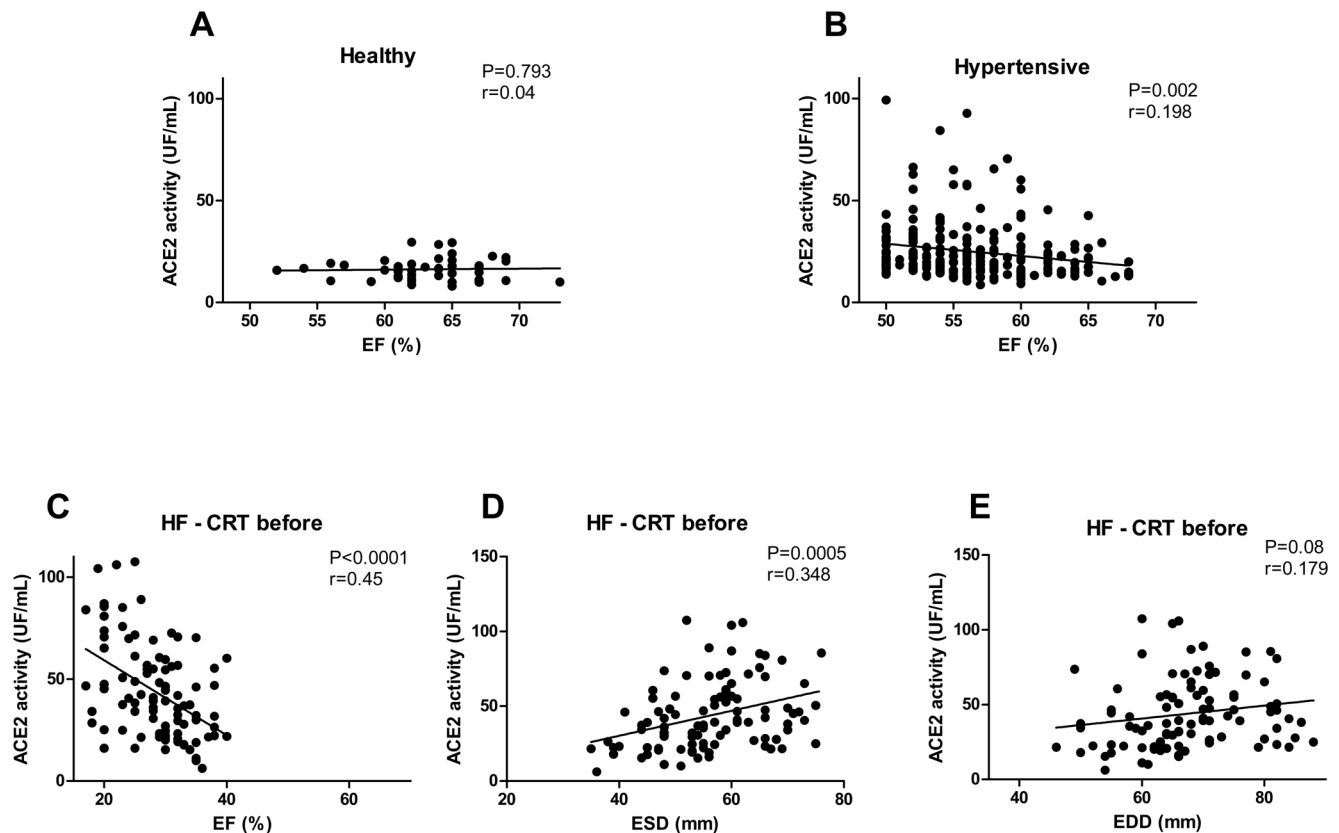 A
Healthy
P=0.793
r=0.04
ACE2 activity (UF/mL)
100
50
0
50 55 60 65 70
EF (%)
B
Hypertensive
P=0.002
r=0.198
ACE2 activity (UF/mL)
100
50
0
50 55 60 65 70
EF (%)
C
HF - CRT before
P<0.0001
r=0.45
ACE2 activity (UF/mL)
100
50
0
20 40 60
EF (%)
D
HF - CRT before
P=0.0005
r=0.348
ACE2 activity (UF/mL)
150
100
50
0
20 40 60 80
ESD (mm)
E
HF - CRT before
P=0.08
r=0.179
ACE2 activity (UF/mL)
150
100
50
0
40 60 80
EDD (mm)